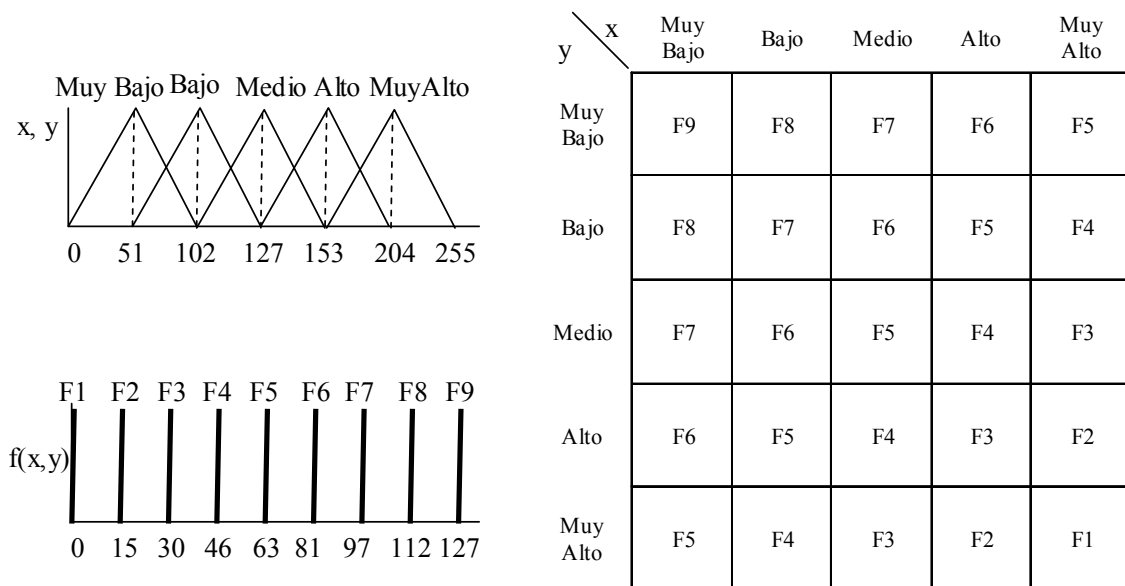 Muy Bajo Bajo Medio Alto MuyAlto
x, y
0 51 102 127 153 204 255
F1 F2 F3 F4 F5 F6 F7 F8 F9
f(x,y)
0 15 30 46 63 81 97 112 127
x
y
Muy
Bajo
Bajo
Medio
Alto
Muy
Alto
Muy
Bajo
F9 F8 F7 F6 F5
Bajo
F8 F7 F6 F5 F4
Medio
F7 F6 F5 F4 F3
Alto
F6 F5 F4 F3 F2
Muy
Alto
F5 F4 F3 F2 F1